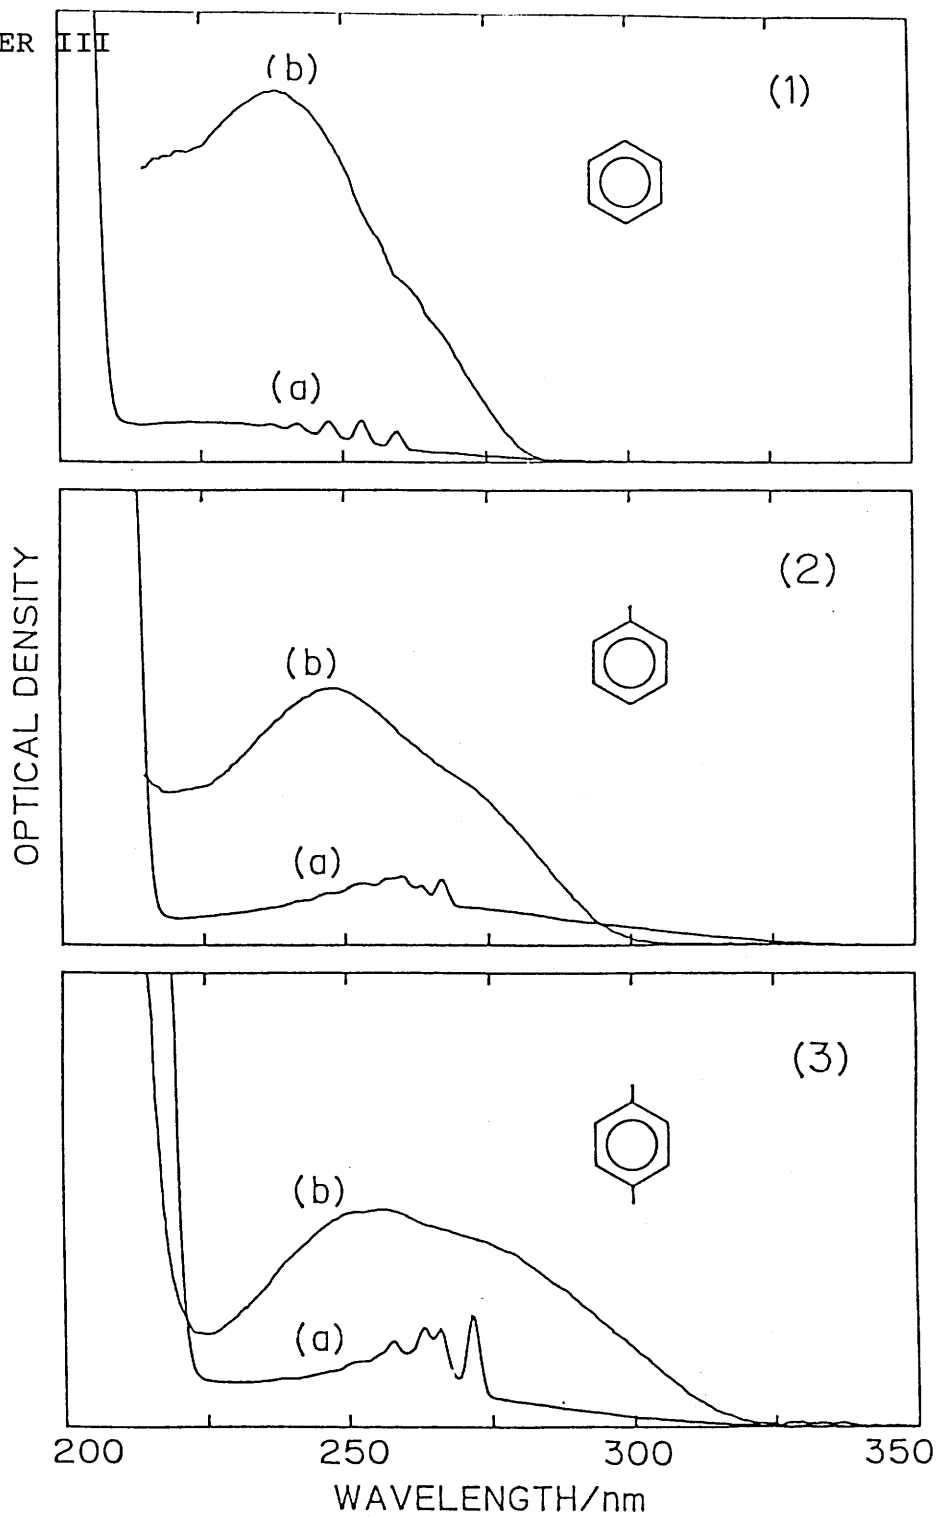 ER III
(b)
(1)
(a)
(2)
(b)
(a)
(3)
(b)
(a)
OPTICAL DENSITY
200 250 300 350
WAVELENGTH/nm